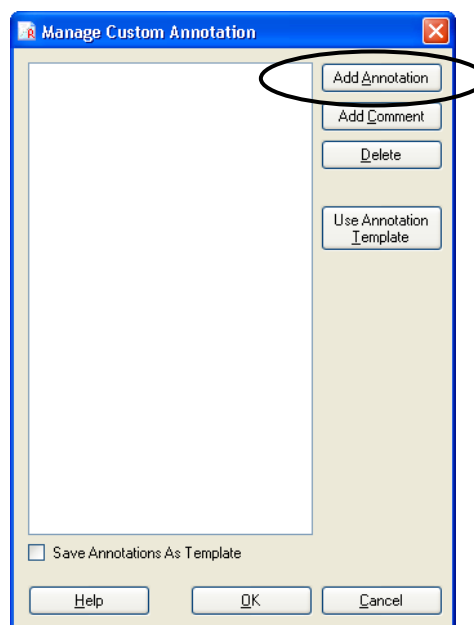 Manage Custom Annotation
Add Annotation
Add Comment
Delete
Use Annotation
Template
Save Annotations As Template
Help
OK
Cancel